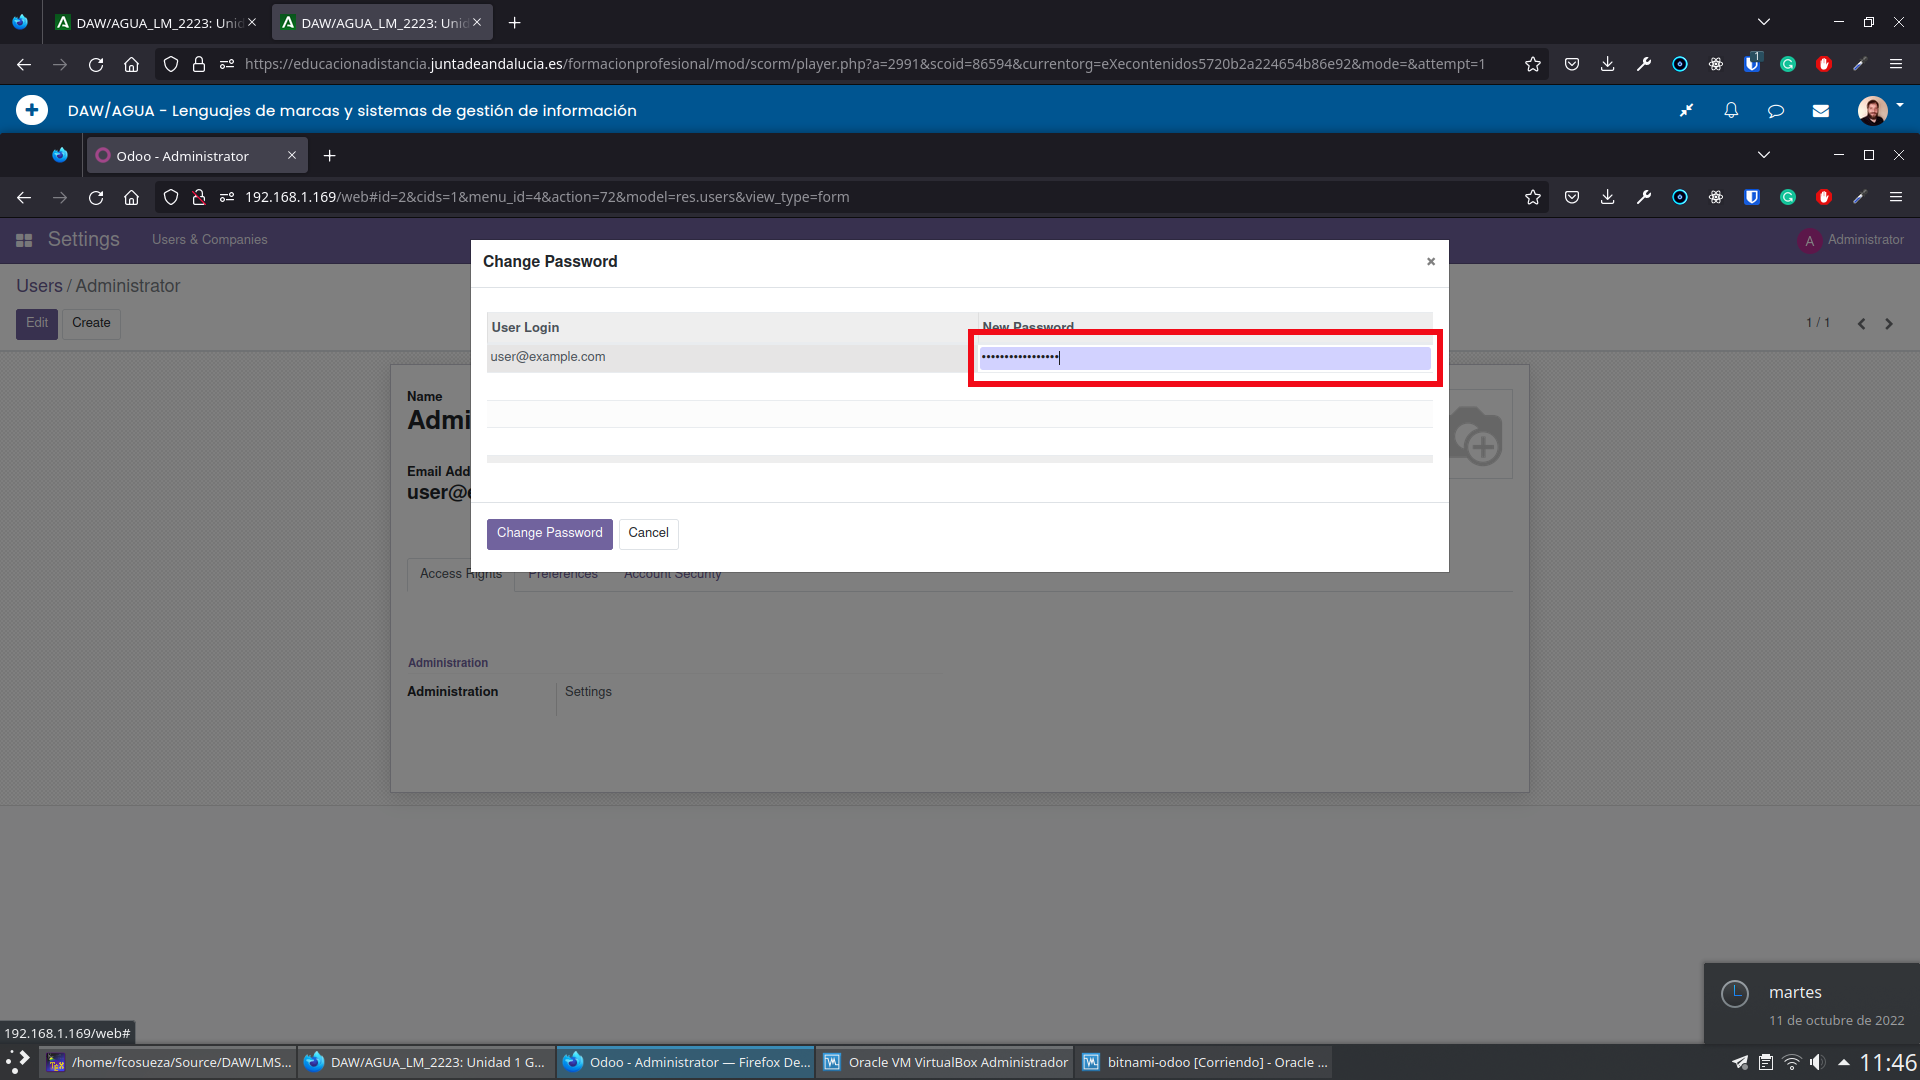 DAW/AGUA_LM_2223: Unid
DAW/AGUA_LM_2223: Unid
https://educacionadistancia.juntadeandalucia.es/formacionprofesional/mod/scorm/player.php?a=2991&scoid=86594&currentorg=eXecontenidos5720b2a224654b86e92&mode=&attempt=1
1
DAW/AGUA - Lenguajes de marcas y sistemas de gestión de información
Odoo - Administrator
192.168.1.169/web#id=2&cids=1&menu_id=4&action=72&model=res.users&view_type=form
Settings Users & Companies
A Administrator
Change Password
Users / Administrator
Edit Create
1 / 1
User Login New Password
user@example.com •••••••••••••••••
Name
Admi
Email Add
user@e
Change Password Cancel
Access Rights Preferences Account Security
Administration
Administration Settings
martes
11 de octubre de 2022
192.168.1.169/web#
/home/fcosueza/Source/DAW/LMS...
DAW/AGUA_LM_2223: Unidad 1 G...
Odoo - Administrator — Firefox De...
Oracle VM VirtualBox Administrador
bitnami-odoo [Corriendo] - Oracle ...
11:46